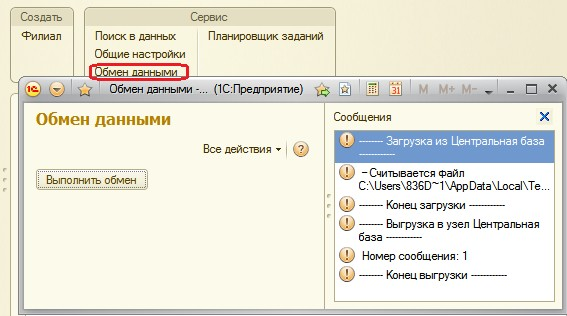 Создать
Сервис
Филиал
Поиск в данных
Планировщик заданий
Общие настройки
Обмен данными
1С
Обмен данными -... (1С:Предприятие)
31
M M+ M-
Обмен данными
Все действия
?
Выполнить обмен
Сообщения
-------- Загрузка из Центральная база
------------
– Считывается файл
C:\Users\836D~1\AppData\Local\Te...
-------- Конец загрузки ------------
-------- Выгрузка в узел Центральная
база ------------
Номер сообщения: 1
-------- Конец выгрузки ------------